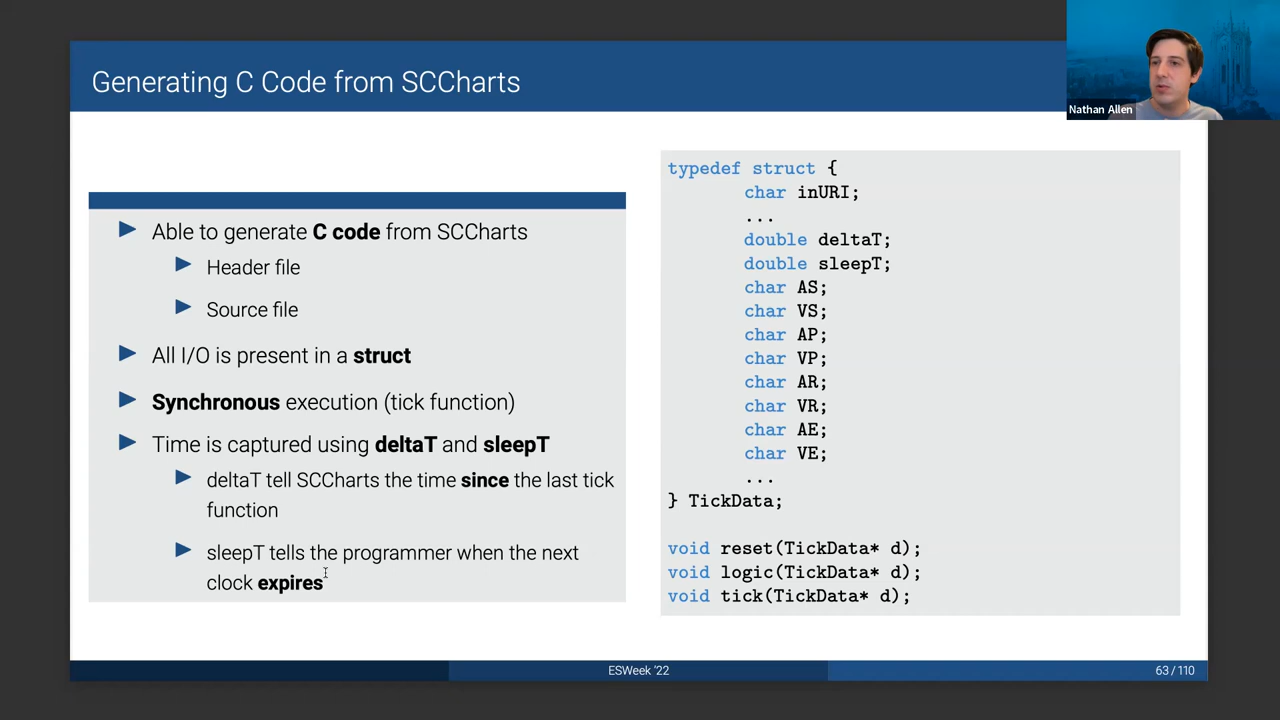 Generating C Code from SCCharts
Nathan Allen
Able to generate C code from SCCharts
Header file
Source file
All I/O is present in a struct
Synchronous execution (tick function)
Time is captured using deltaT and sleepT
deltaT tell SCCharts the time since the last tick
function
sleepT tells the programmer when the next
clock expires
typedef struct {
char inURI;
...
double deltaT;
double sleepT;
char AS;
char VS;
char AP;
char VP;
char AR;
char VR;
char AE;
char VE;
...
} TickData;
void reset(TickData* d);
void logic(TickData* d);
void tick(TickData* d);
ESWeek '22
63/110